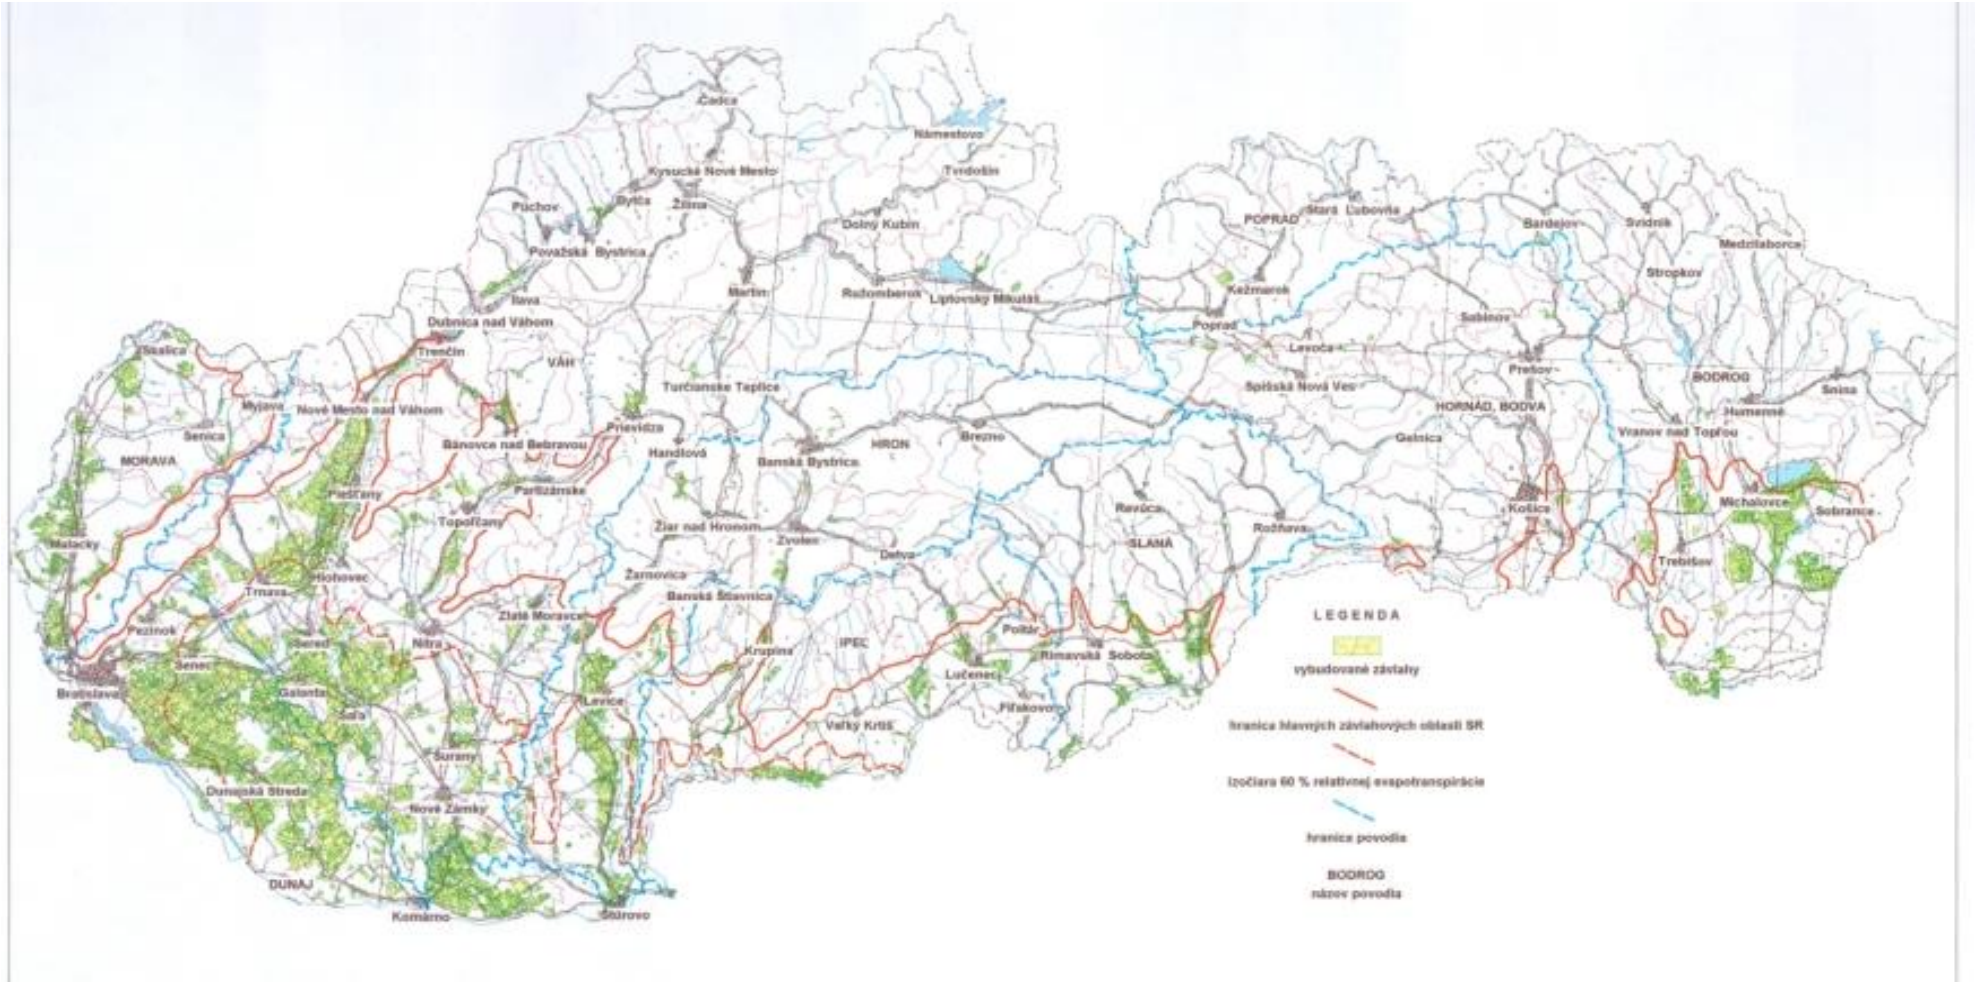 Čadca
Námestovo
Kysucké Nové Mesto
Tvrdošín
Bytča
Žilina
Púchov
Dolný Kubín
POPRAD
Stará Ľubovňa
Bardejov
Svidník
Medzilaborce
Považská Bystrica
Stropkov
Ilava
Martin
Ružomberok
Liptovský Mikuláš
Kežmarok
Dubnica nad Váhom
Poprad
Sabinov
Skalica
Trenčín
VÁH
Levoča
Prešov
Turčianske Teplice
Spišská Nová Ves
BODROG
Snina
Myjava
Nové Mesto nad Váhom
HORNÁD, BODVA
Humenné
Senica
Prievidza
Brezno
Gelnica
Vranov nad Topľou
Bánovce nad Bebravou
Handlová
HRON
MORAVA
Banská Bystrica
Piešťany
Partizánske
Topoľčany
Revúca
Košice
Michalovce
Sobrance
Žiar nad Hronom
Zvolen
Rožňava
Malacky
Detva
SLANÁ
Trebišov
Hlohovec
Trnava
Žarnovica
Banská Štiavnica
Pezinok
Zlaté Moravce
Poltár
LEGENDA
Sereď
Nitra
Krupina
IPEĽ
Rimavská Sobota
Senec
Lučenec
vybudované závlahy
Bratislava
Galanta
Levice
Šaľa
Fiľakovo
Veľký Krtíš
hranica hlavných závlahových oblastí SR
Šurany
izočiara 60 % relatívnej evapotranspirácie
Dunajská Streda
Nové Zámky
hranica povodia
DUNAJ
BODROG
názov povodia
Komárno
Štúrovo